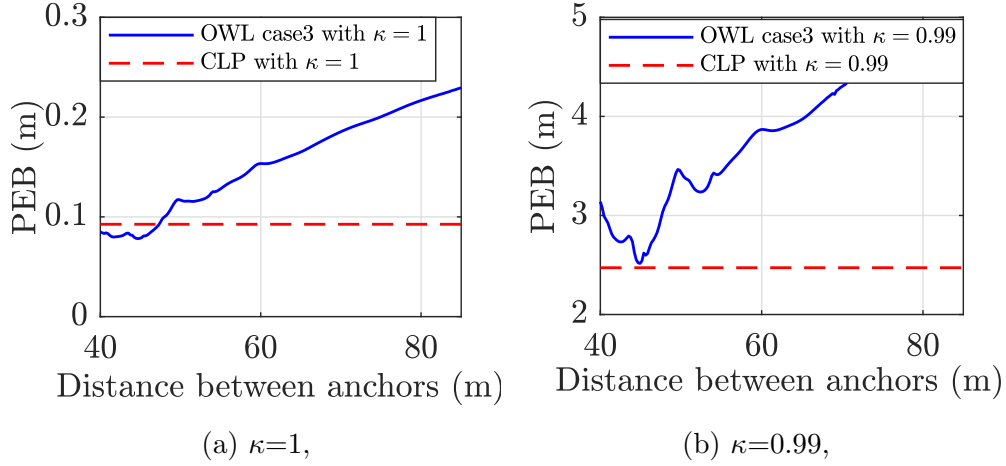 OWL case3 with κ = 1
CLP with κ = 1
PEB (m)
0.3
0.2
0.1
0
40 60 80
Distance between anchors (m)
(a) κ=1,
OWL case3 with κ = 0.99
CLP with κ = 0.99
PEB (m)
5
4
3
2
40 60 80
Distance between anchors (m)
(b) κ=0.99,